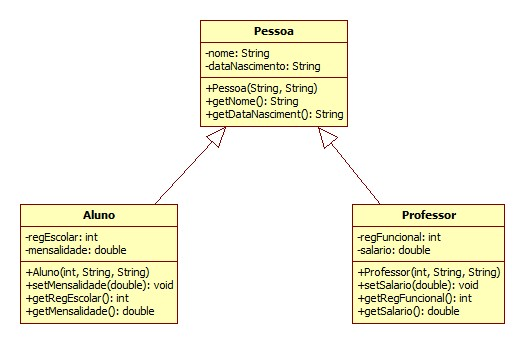 Pessoa
-nome: String
-dataNascimento: String
+Pessoa(String, String)
+getNome(): String
+getDataNasciment(): String
Aluno
-regEscolar: int
-mensalidade: double
+Aluno(int, String, String)
+setMensalidade(double): void
+getRegEscolar(): int
+getMensalidade(): double
Professor
-regFuncional: int
-salario: double
+Professor(int, String, String)
+setSalario(double): void
+getRegFuncional(): int
+getSalario(): double